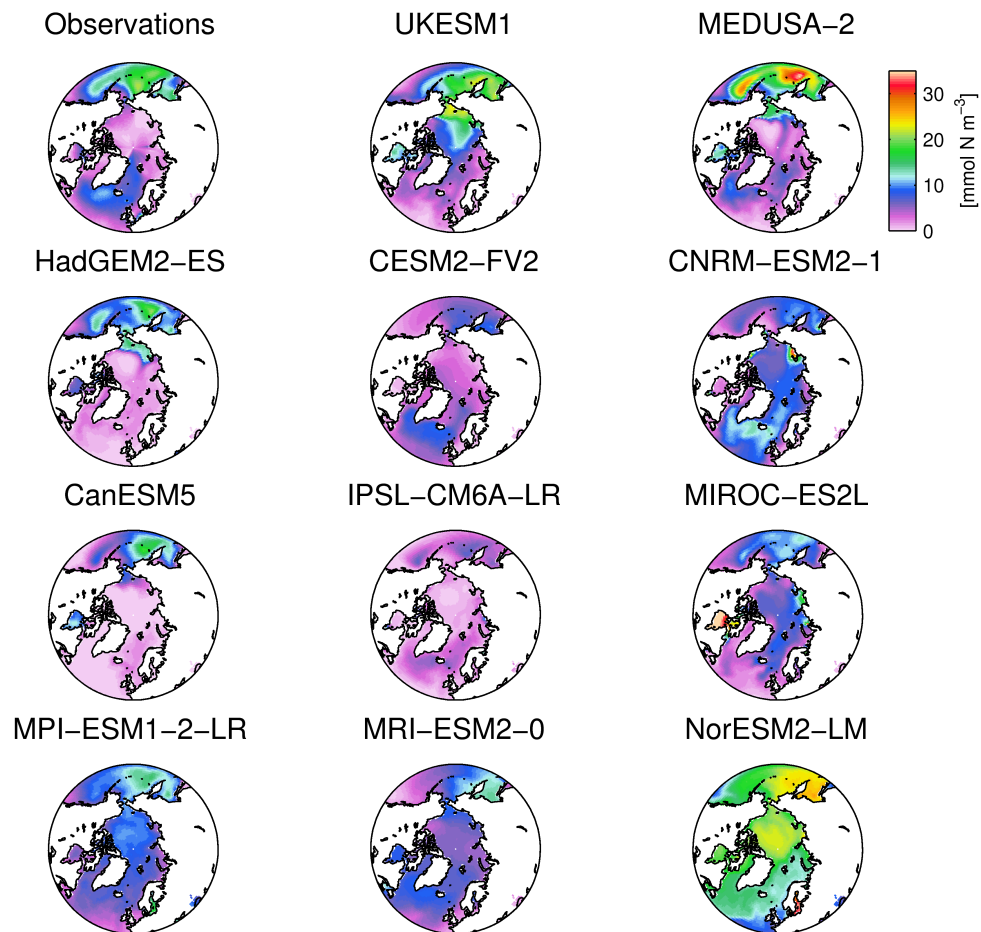 Observations
UKESM1
MEDUSA−2
30
20
10
0
[mmol N m⁻³]
HadGEM2−ES
CESM2−FV2
CNRM−ESM2−1
CanESM5
IPSL−CM6A−LR
MIROC−ES2L
MPI−ESM1−2−LR
MRI−ESM2−0
NorESM2−LM